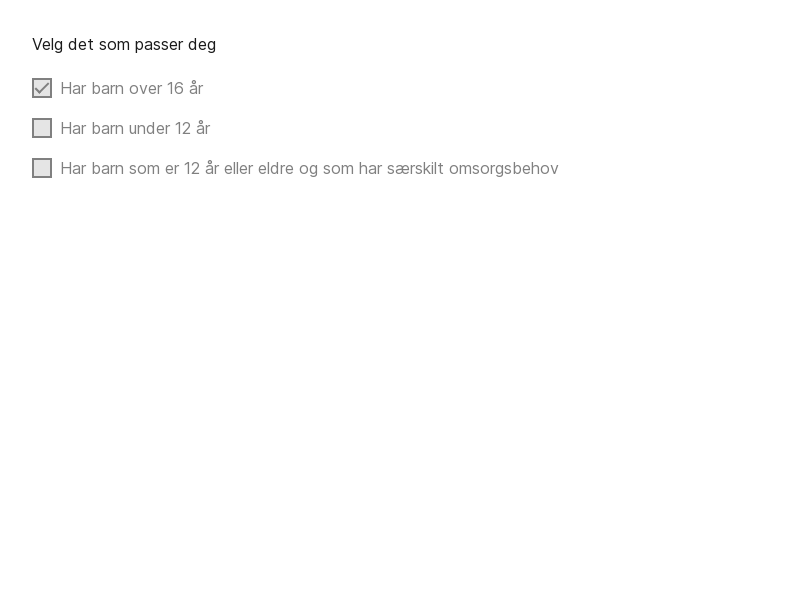 Velg det som passer deg
Har barn over 16 år
Har barn under 12 år
Har barn som er 12 år eller eldre og som har særskilt omsorgsbehov